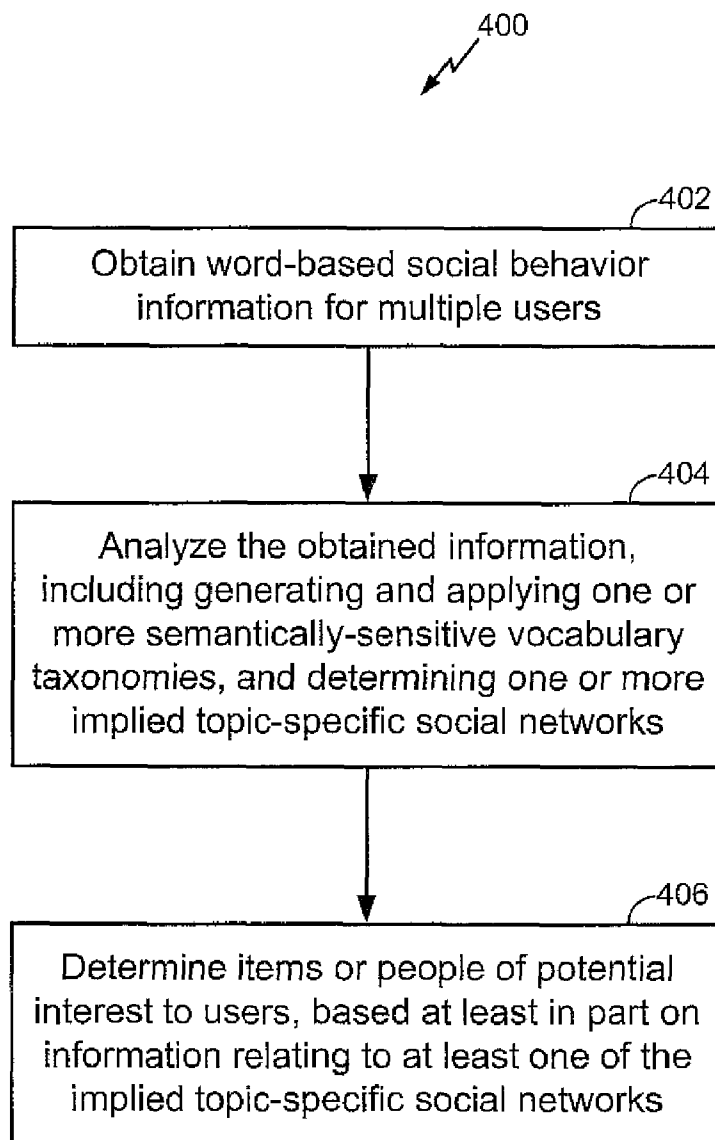 400
402
Obtain word-based social behavior
information for multiple users
404
Analyze the obtained information,
including generating and applying one or
more semantically-sensitive vocabulary
taxonomies, and determining one or more
implied topic-specific social networks
406
Determine items or people of potential
interest to users, based at least in part on
information relating to at least one of the
implied topic-specific social networks